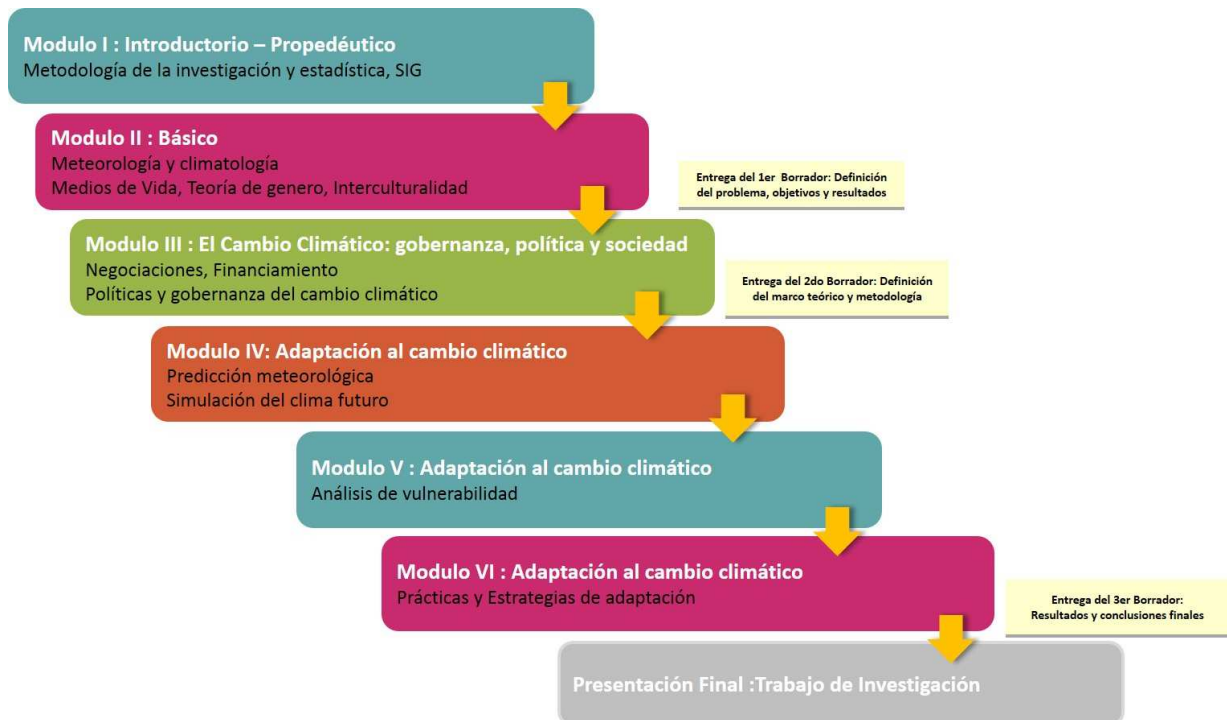 Modulo I : Introductorio – Propedéutico
Metodología de la investigación y estadística, SIG
Modulo II : Básico
Meteorología y climatología
Medios de Vida, Teoría de genero, Interculturalidad
Entrega del 1er Borrador: Definición
del problema, objetivos y resultados
Modulo III : El Cambio Climático: gobernanza, política y sociedad
Negociaciones, Financiamiento
Políticas y gobernanza del cambio climático
Entrega del 2do Borrador: Definición
del marco teórico y metodología
Modulo IV: Adaptación al cambio climático
Predicción meteorológica
Simulación del clima futuro
Modulo V : Adaptación al cambio climático
Análisis de vulnerabilidad
Modulo VI : Adaptación al cambio climático
Prácticas y Estrategias de adaptación
Entrega del 3er Borrador:
Resultados y conclusiones finales
Presentación Final :Trabajo de Investigación